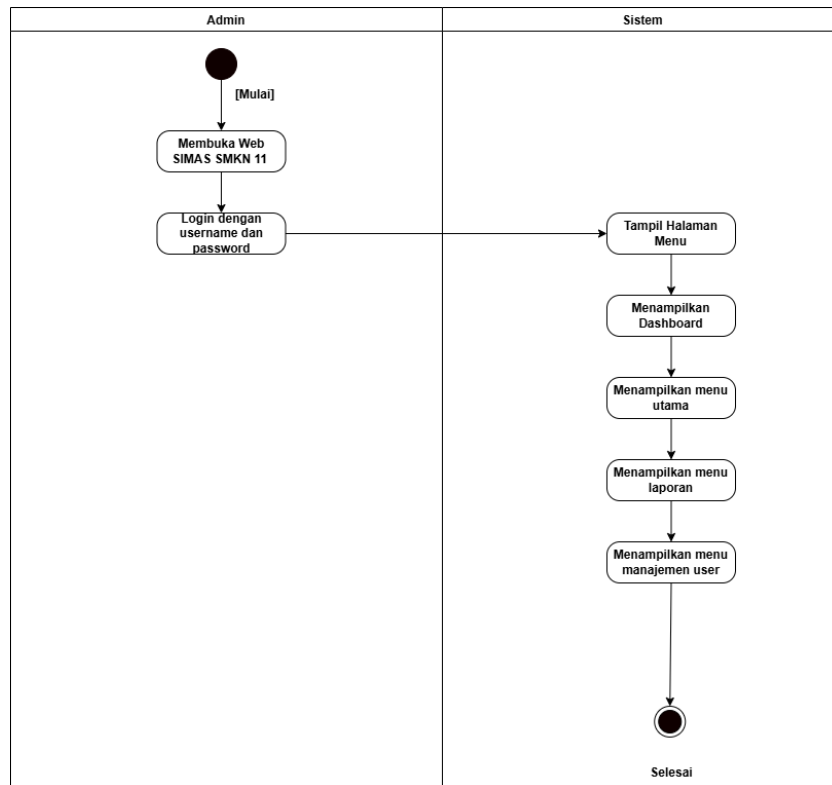 Admin
Sistem
[Mulai]
Membuka Web
SIMAS SMKN 11
Login dengan
username dan
password
Tampil Halaman
Menu
Menampilkan
Dashboard
Menampilkan menu
utama
Menampilkan menu
laporan
Menampilkan menu
manajemen user
Selesai